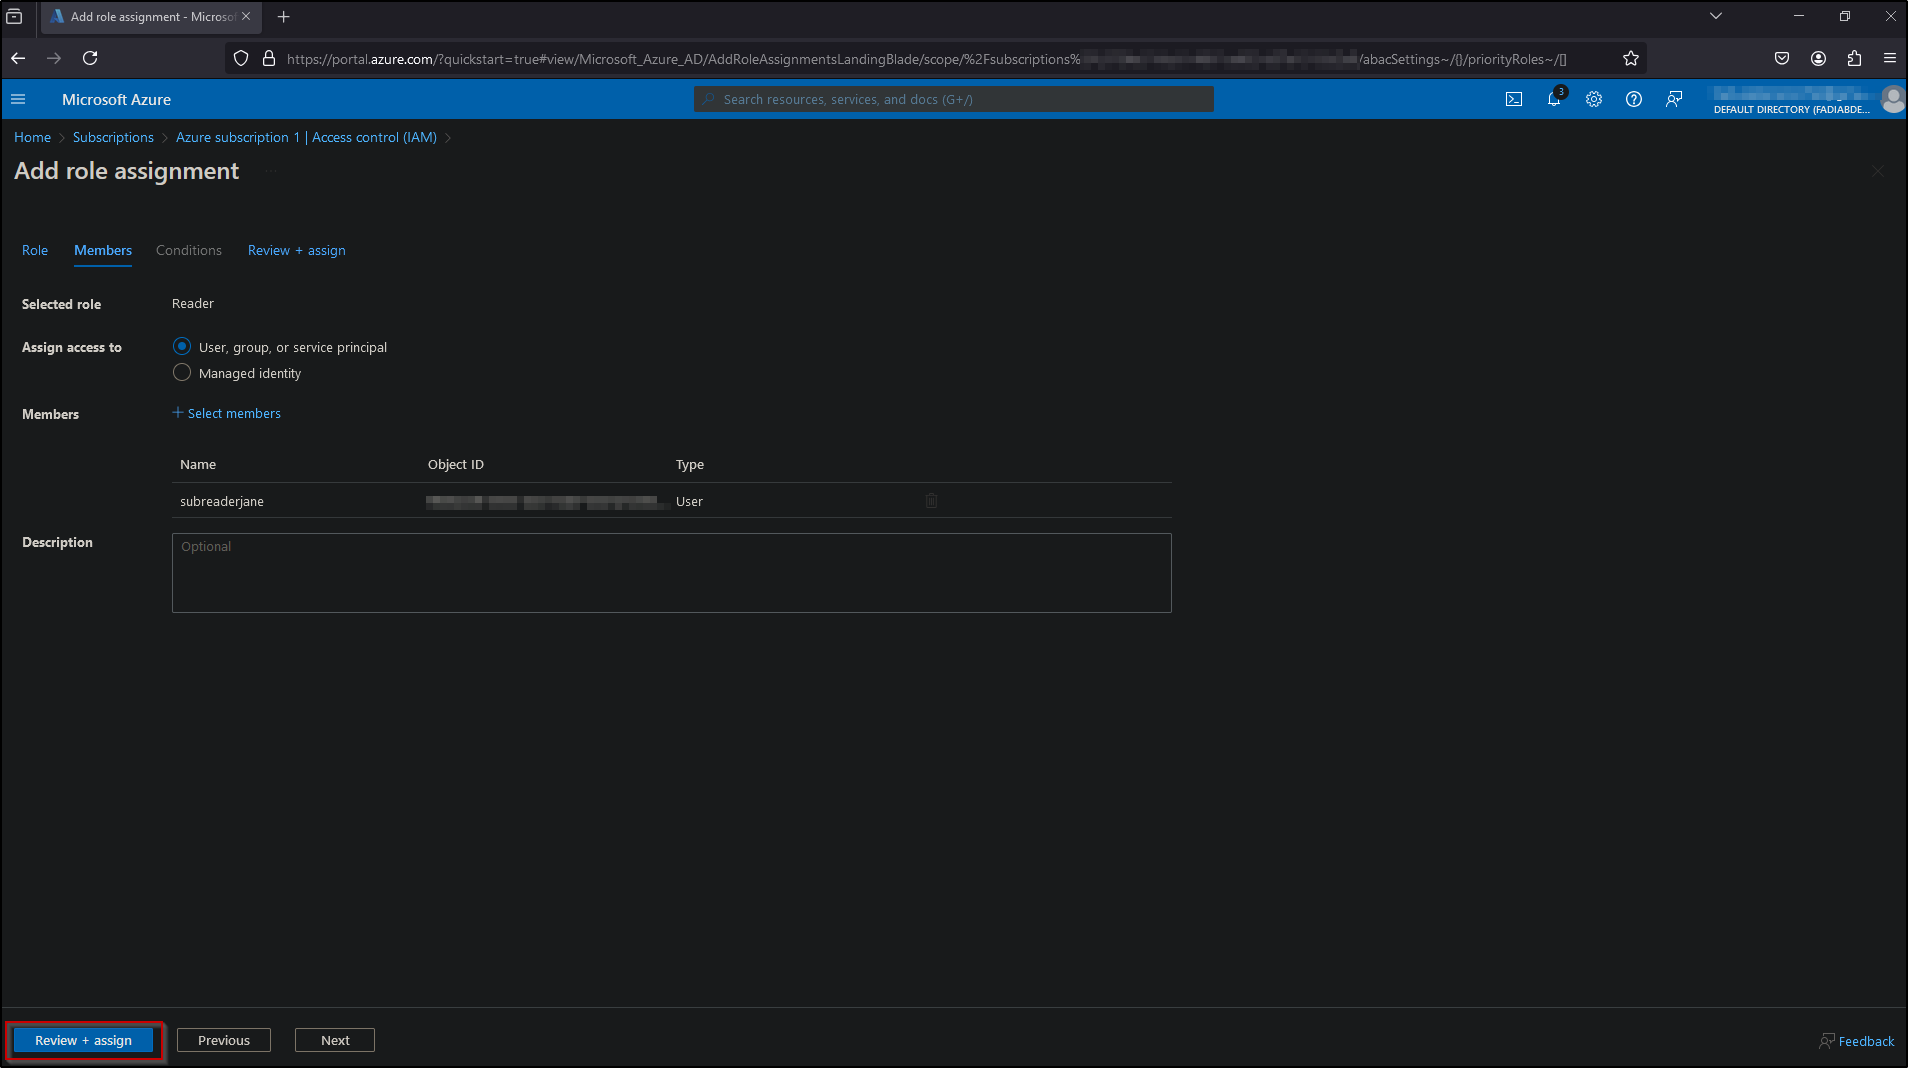 Add role assignment - Microsof
https://portal.azure.com/?quickstart=true#view/Microsoft_Azure_AD/AddRoleAssignmentsLandingBlade/scope/%2Fsubscriptions% /abacSettings~/{}/priorityRoles~/[]
Microsoft Azure
Search resources, services, and docs (G+/)
3
DEFAULT DIRECTORY (FADIABDE...
Home > Subscriptions > Azure subscription 1 | Access control (IAM) >
Add role assignment ...
Role Members Conditions Review + assign
Selected role Reader
Assign access to User, group, or service principal
Managed identity
Members + Select members
Name Object ID Type
subreaderjane ... User
Description Optional
Review + assign Previous Next Feedback